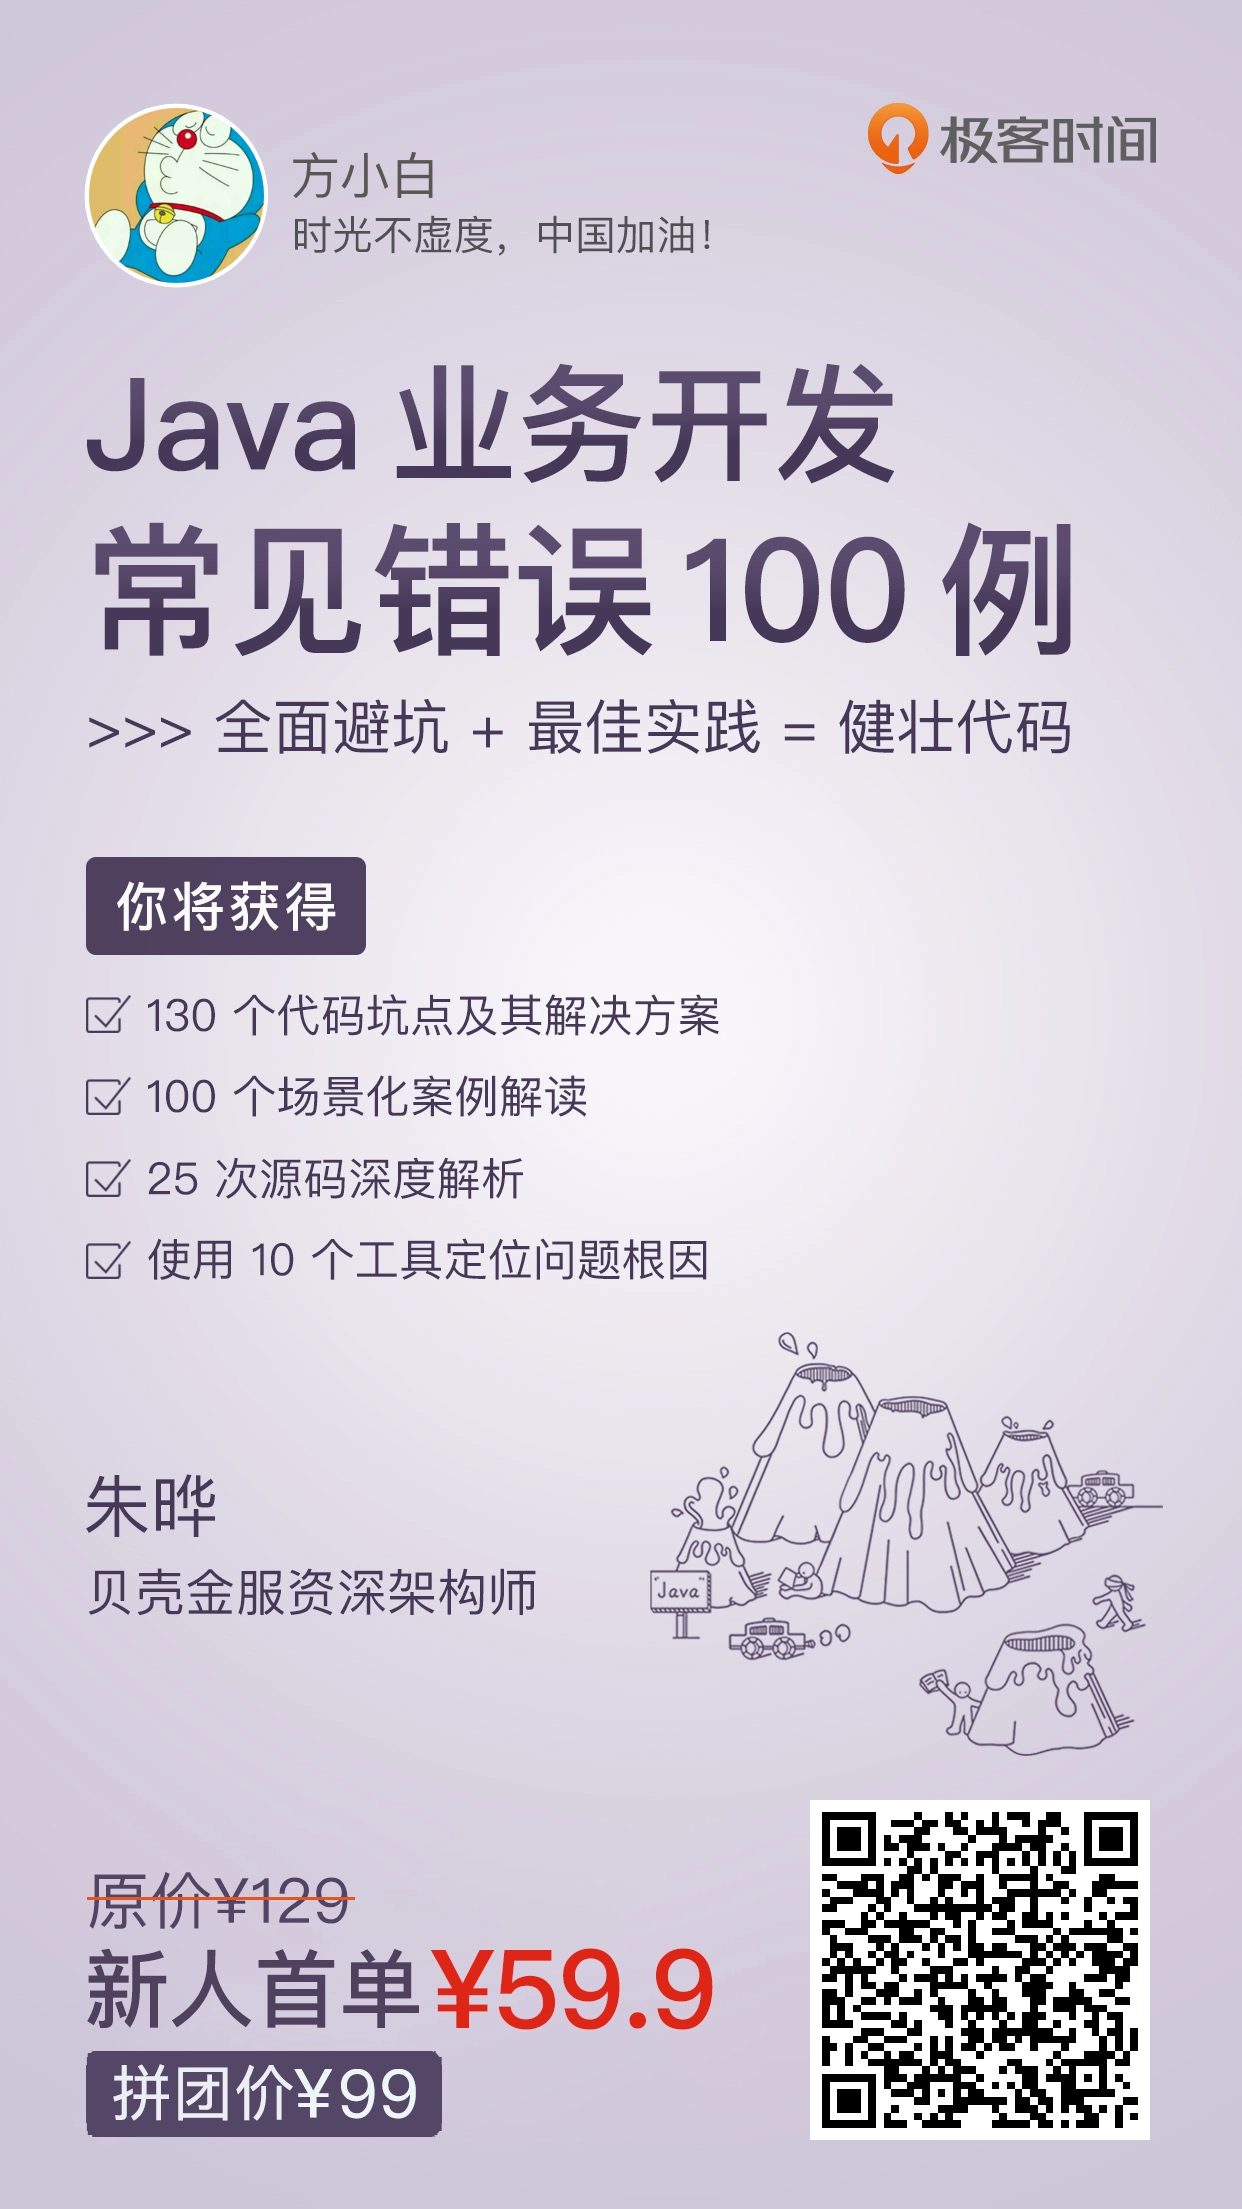 极客时间
方小白
时光不虚度，中国加油！
Java 业务开发
常见错误 100 例
>>> 全面避坑 + 最佳实践 = 健壮代码
你将获得
130 个代码坑点及其解决方案
100 个场景化案例解读
25 次源码深度解析
使用 10 个工具定位问题根因
朱晔
贝壳金服资深架构师
"Java"
原价¥129
新人首单¥59.9
拼团价¥99